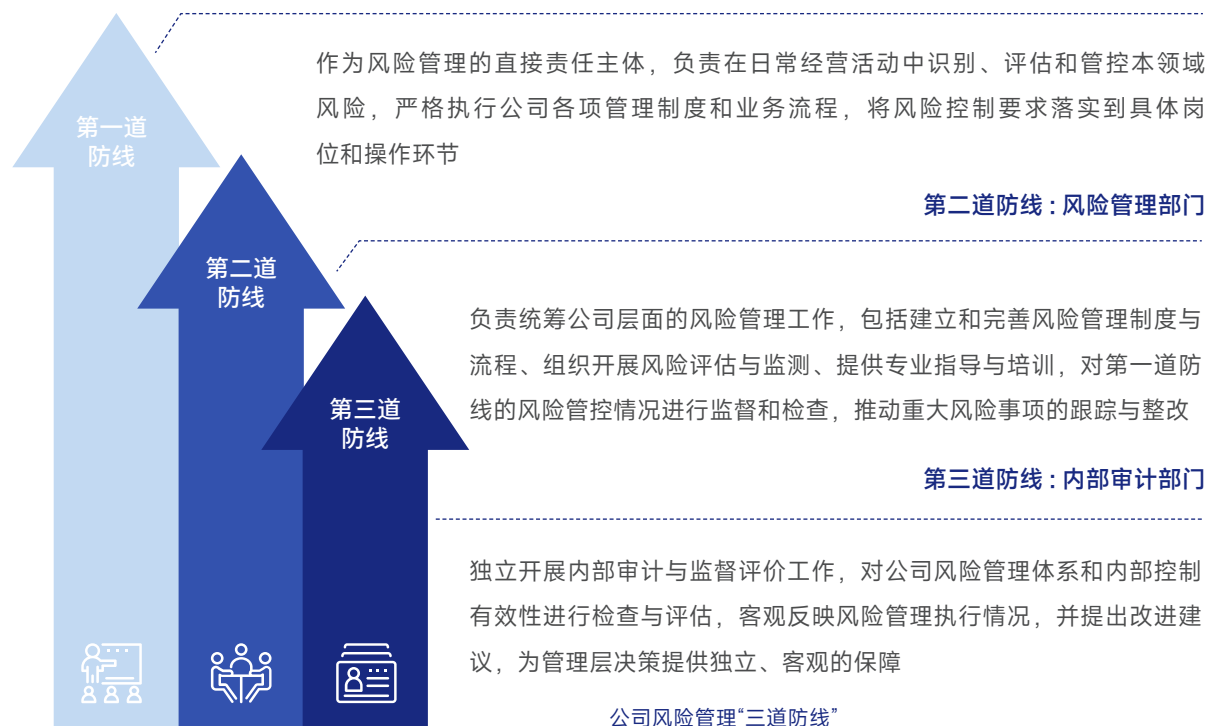 第一道
防线
作为风险管理的直接责任主体，负责在日常经营活动中识别、评估和管控本领域
风险，严格执行公司各项管理制度和业务流程，将风险控制要求落实到具体岗
位和操作环节
第二道防线：风险管理部门
第二道
防线
负责统筹公司层面的风险管理工作，包括建立和完善风险管理制度与
流程、组织开展风险评估与监测、提供专业指导与培训，对第一道防
线的风险管控情况进行监督和检查，推动重大风险事项的跟踪与整改
第三道防线：内部审计部门
第三道
防线
独立开展内部审计与监督评价工作，对公司风险管理体系和内部控制
有效性进行检查与评估，客观反映风险管理执行情况，并提出改进建
议，为管理层决策提供独立、客观的保障
公司风险管理“三道防线”